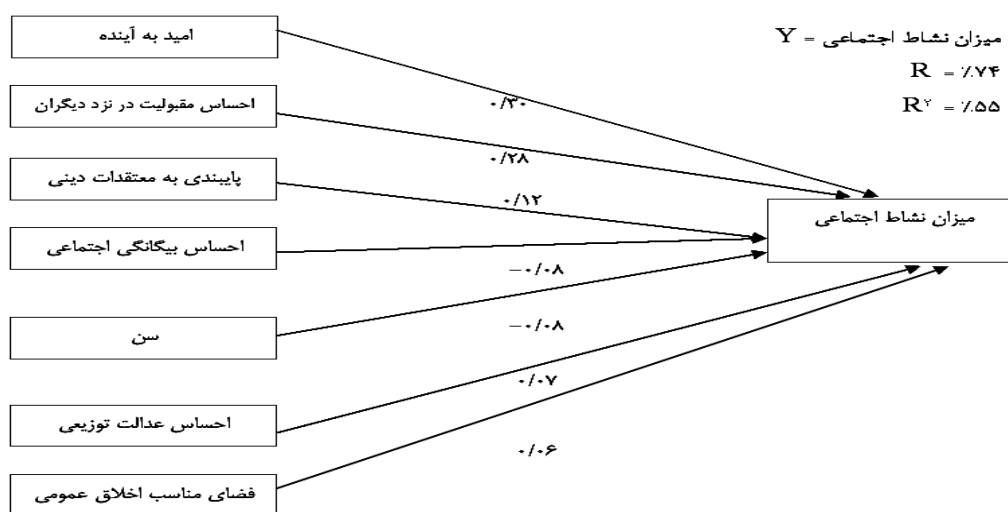 امید به آینده
میزان نشاط اجتماعی = Y
R = ٪۷۴
R² = ٪۵۵
احساس مقبولیت در نزد دیگران
۰/۳۰
۰/۲۸
پایبندی به معتقدات دینی
۰/۱۲
میزان نشاط اجتماعی
احساس بیگانگی اجتماعی
−۰/۰۸
سن
−۰/۰۸
۰/۰۷
احساس عدالت توزیعی
۰/۰۶
فضای مناسب اخلاق عمومی